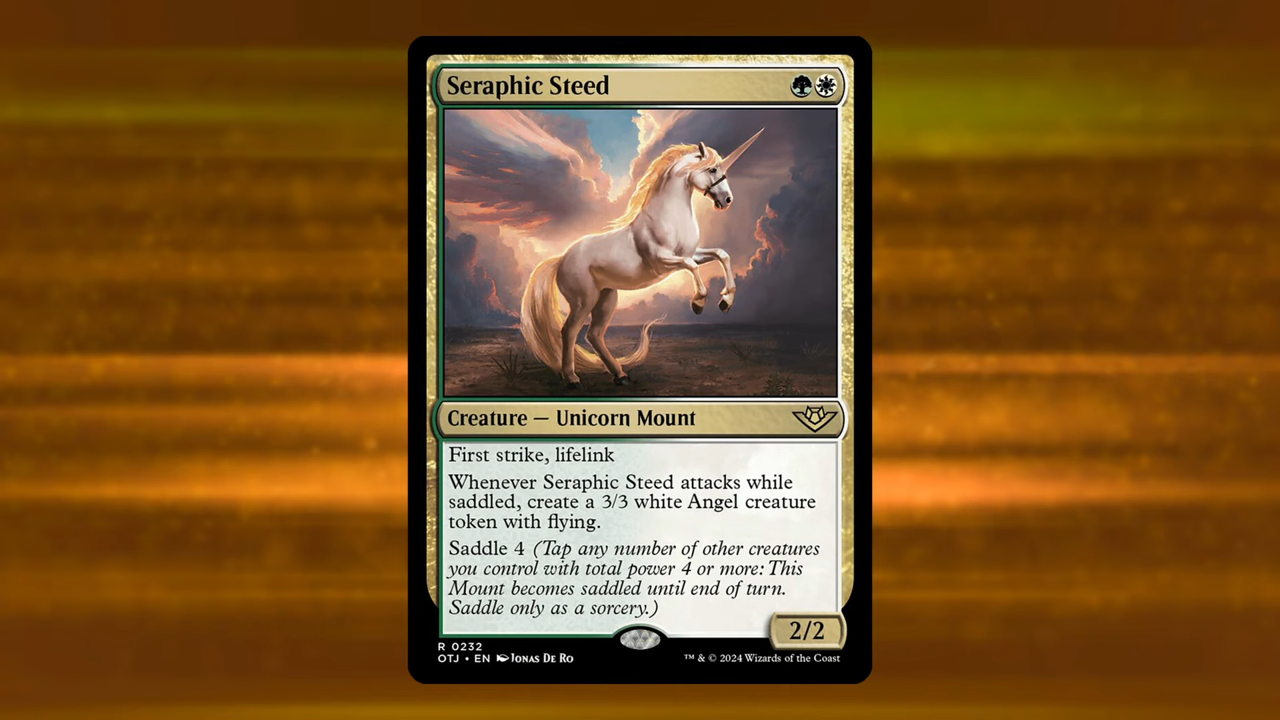 Seraphic Steed
Creature — Unicorn Mount
First strike, lifelink
Whenever Seraphic Steed attacks while
saddled, create a 3/3 white Angel creature
token with flying.
Saddle 4 (Tap any number of other creatures
you control with total power 4 or more: This
Mount becomes saddled until end of turn.
Saddle only as a sorcery.)
2/2
R 0232
OTJ • EN Jonas De Ro
™ & © 2024 Wizards of the Coast